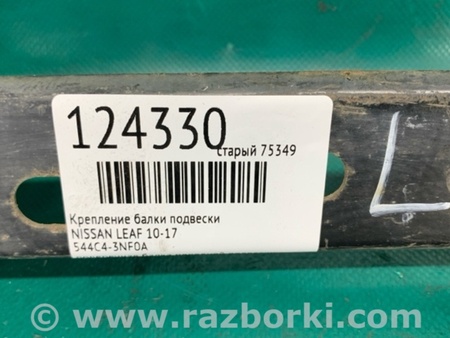 124330
старый 75349
Крепление балки подвески
NISSAN LEAF 10-17
544C4-3NF0A
L
www.razborki.com